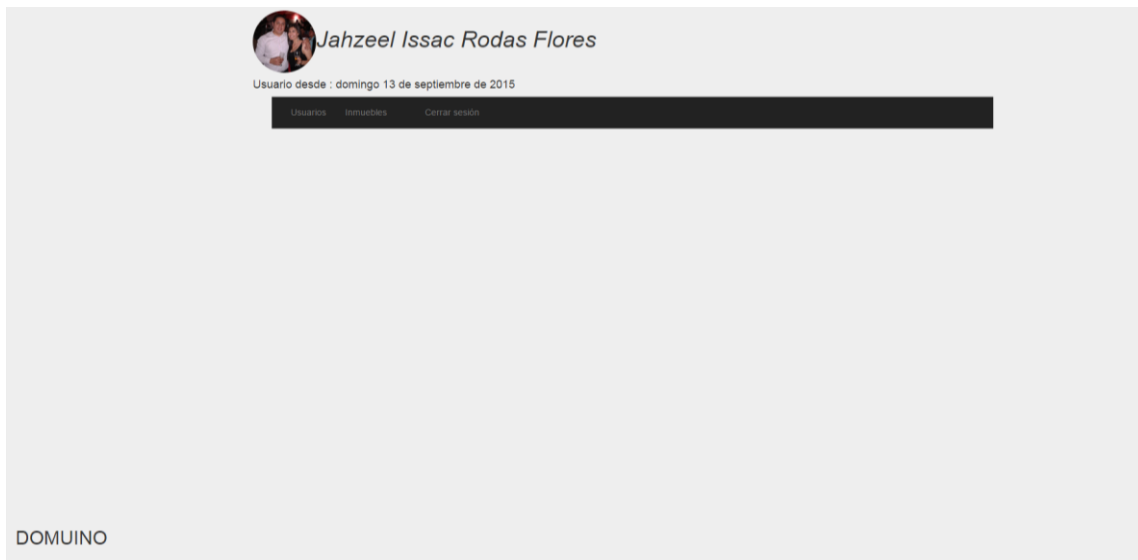 Jahzeel Issac Rodas Flores
Usuario desde : domingo 13 de septiembre de 2015
Usuarios Inmuebles Cerrar sesión
DOMUINO